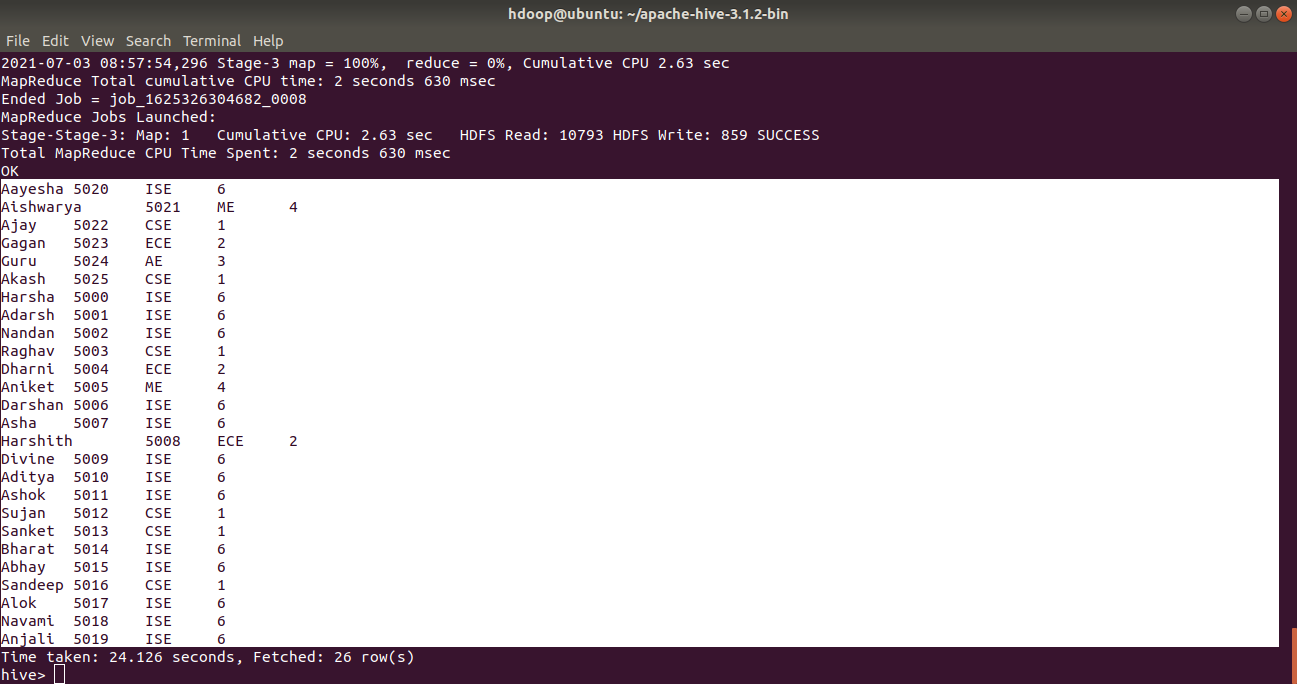 hdoop@ubuntu: ~/apache-hive-3.1.2-bin
File Edit View Search Terminal Help
2021-07-03 08:57:54,296 Stage-3 map = 100%,  reduce = 0%, Cumulative CPU 2.63 sec
MapReduce Total cumulative CPU time: 2 seconds 630 msec
Ended Job = job_1625326304682_0008
MapReduce Jobs Launched:
Stage-Stage-3: Map: 1   Cumulative CPU: 2.63 sec   HDFS Read: 10793 HDFS Write: 859 SUCCESS
Total MapReduce CPU Time Spent: 2 seconds 630 msec
OK
Aayesha 5020    ISE     6
Aishwarya       5021    ME      4
Ajay    5022    CSE     1
Gagan   5023    ECE     2
Guru    5024    AE      3
Akash   5025    CSE     1
Harsha  5000    ISE     6
Adarsh  5001    ISE     6
Nandan  5002    ISE     6
Raghav  5003    CSE     1
Dharni  5004    ECE     2
Aniket  5005    ME      4
Darshan 5006    ISE     6
Asha    5007    ISE     6
Harshith        5008    ECE     2
Divine  5009    ISE     6
Aditya  5010    ISE     6
Ashok   5011    ISE     6
Sujan   5012    CSE     1
Sanket  5013    CSE     1
Bharat  5014    ISE     6
Abhay   5015    ISE     6
Sandeep 5016    CSE     1
Alok    5017    ISE     6
Navami  5018    ISE     6
Anjali  5019    ISE     6
Time taken: 24.126 seconds, Fetched: 26 row(s)
hive>